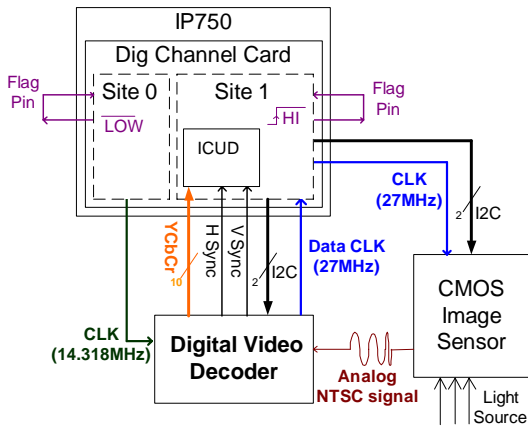 IP750
Dig Channel Card
Flag
Pin
Site 0
LOW
Site 1
HI
Flag
Pin
ICUD
YCbCr
10
H Sync
V Sync
2
I2C
Data CLK
(27MHz)
CLK
(27MHz)
2
I2C
CLK
(14.318MHz)
Digital Video
Decoder
Analog
NTSC signal
CMOS
Image
Sensor
Light
Source